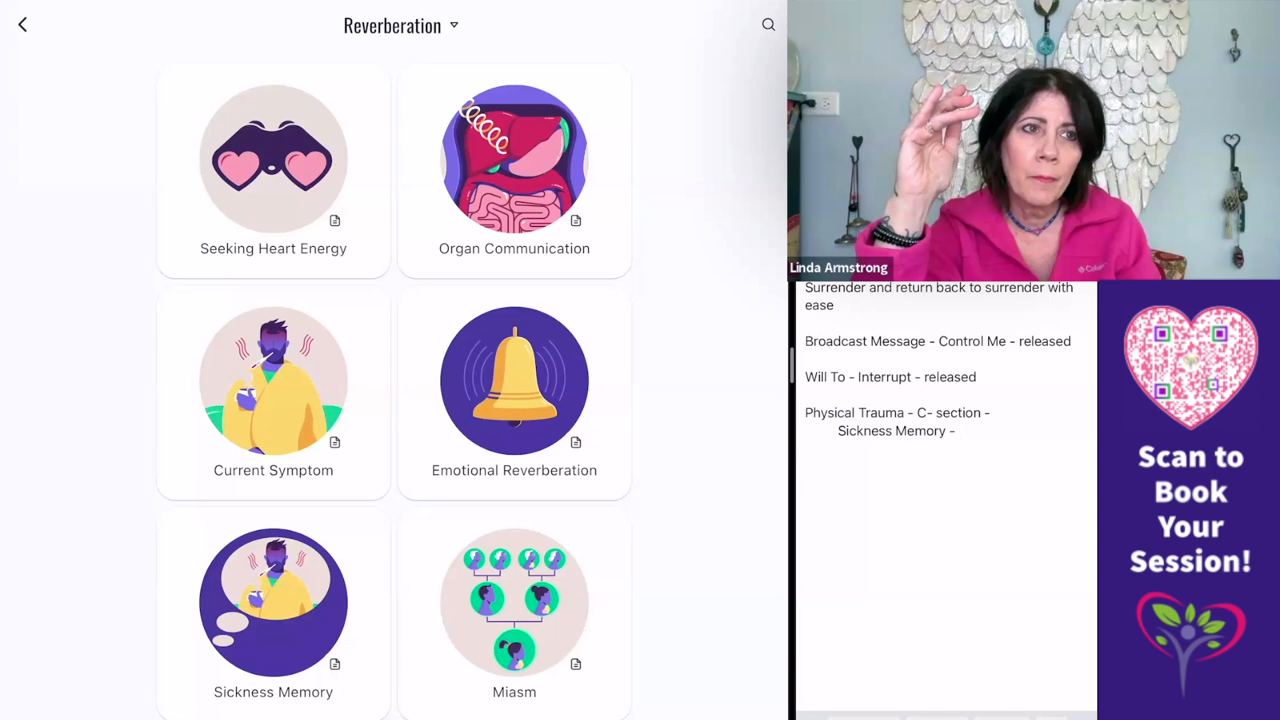 Reverberation
Seeking Heart Energy
Organ Communication
Current Symptom
Emotional Reverberation
Sickness Memory
Miasm
Linda Armstrong
Surrender and return back to surrender with
ease
Broadcast Message - Control Me - released
Will To - Interrupt - released
Physical Trauma - C- section -
Sickness Memory -
Scan to
Book
Your
Session!